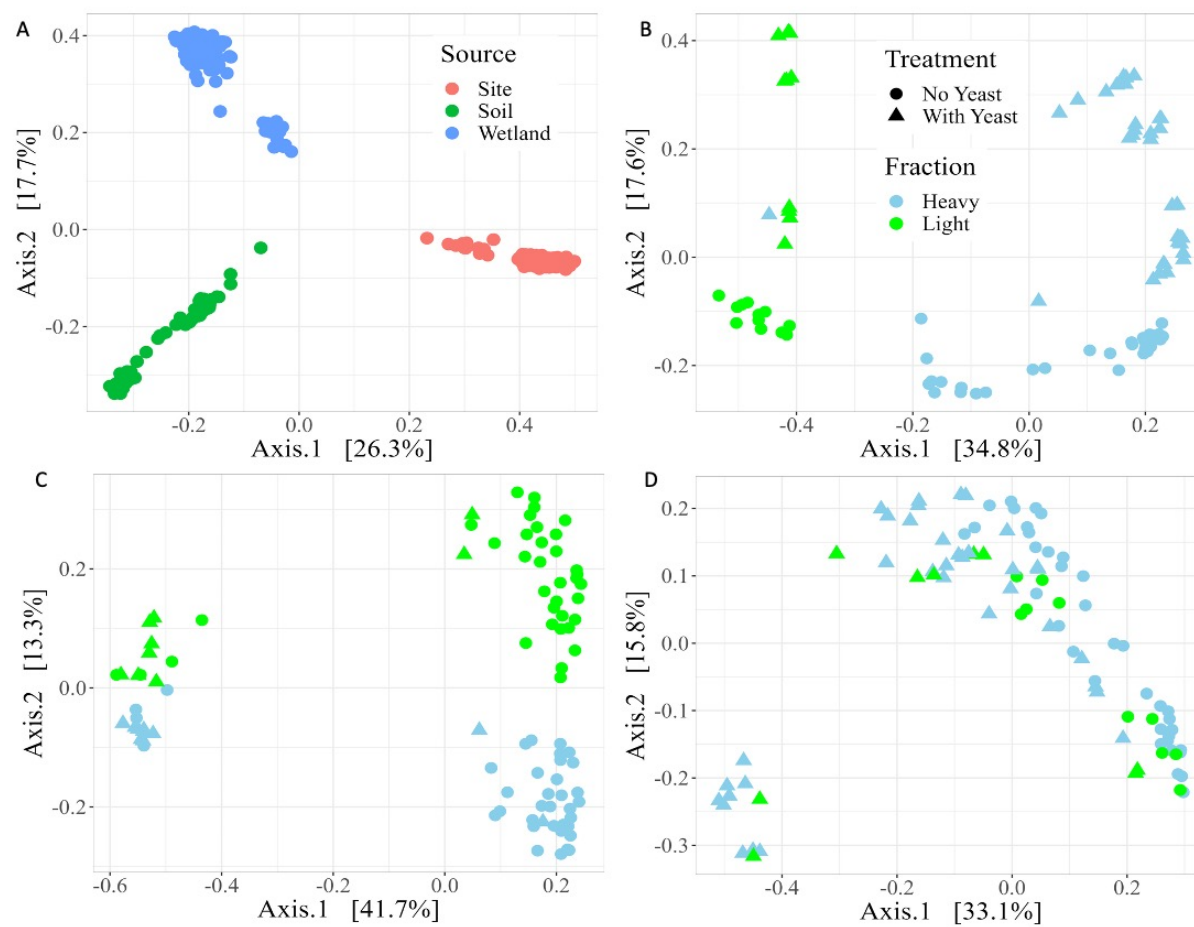 A
0.4
0.2
0.0
-0.2
Axis.2 [17.7%]
Source
Site
Soil
Wetland
-0.2
0.0
0.2
0.4
Axis.1 [26.3%]
B
0.4
0.2
0.0
-0.2
Axis.2 [17.6%]
Treatment
No Yeast
With Yeast
Fraction
Heavy
Light
-0.4
-0.2
0.0
0.2
Axis.1 [34.8%]
C
0.2
0.0
-0.2
Axis.2 [13.3%]
-0.6
-0.4
-0.2
0.0
0.2
Axis.1 [41.7%]
D
0.2
0.1
0.0
-0.1
-0.2
-0.3
Axis.2 [15.8%]
-0.4
-0.2
0.0
0.2
Axis.1 [33.1%]